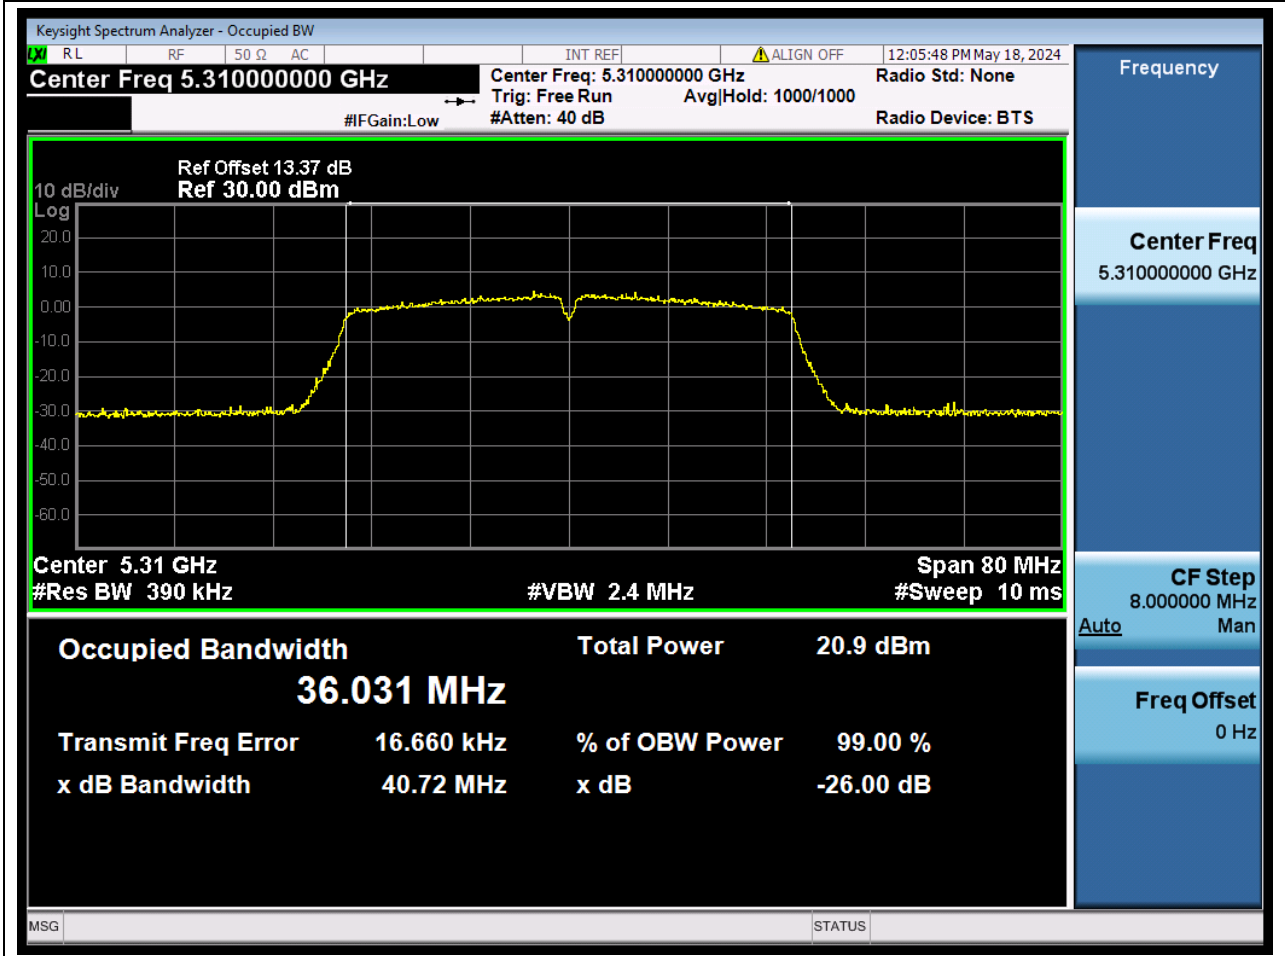 Keysight Spectrum Analyzer - Occupied BW
LXI RL RF 50 Ω AC INT REF ALIGN OFF 12:05:48 PM May 18, 2024
Center Freq 5.310000000 GHz
Center Freq: 5.310000000 GHz Radio Std: None
Trig: Free Run Avg|Hold: 1000/1000
#IFGain:Low #Atten: 40 dB Radio Device: BTS
Ref Offset 13.37 dB
10 dB/div Ref 30.00 dBm
Log
20.0
10.0
0.00
-10.0
-20.0
-30.0
-40.0
-50.0
-60.0
Center 5.31 GHz Span 80 MHz
#Res BW 390 kHz #VBW 2.4 MHz #Sweep 10 ms
Occupied Bandwidth Total Power 20.9 dBm
36.031 MHz
Transmit Freq Error 16.660 kHz % of OBW Power 99.00 %
x dB Bandwidth 40.72 MHz x dB -26.00 dB
MSG STATUS
Frequency
Center Freq
5.310000000 GHz
CF Step
8.000000 MHz
Auto Man
Freq Offset
0 Hz